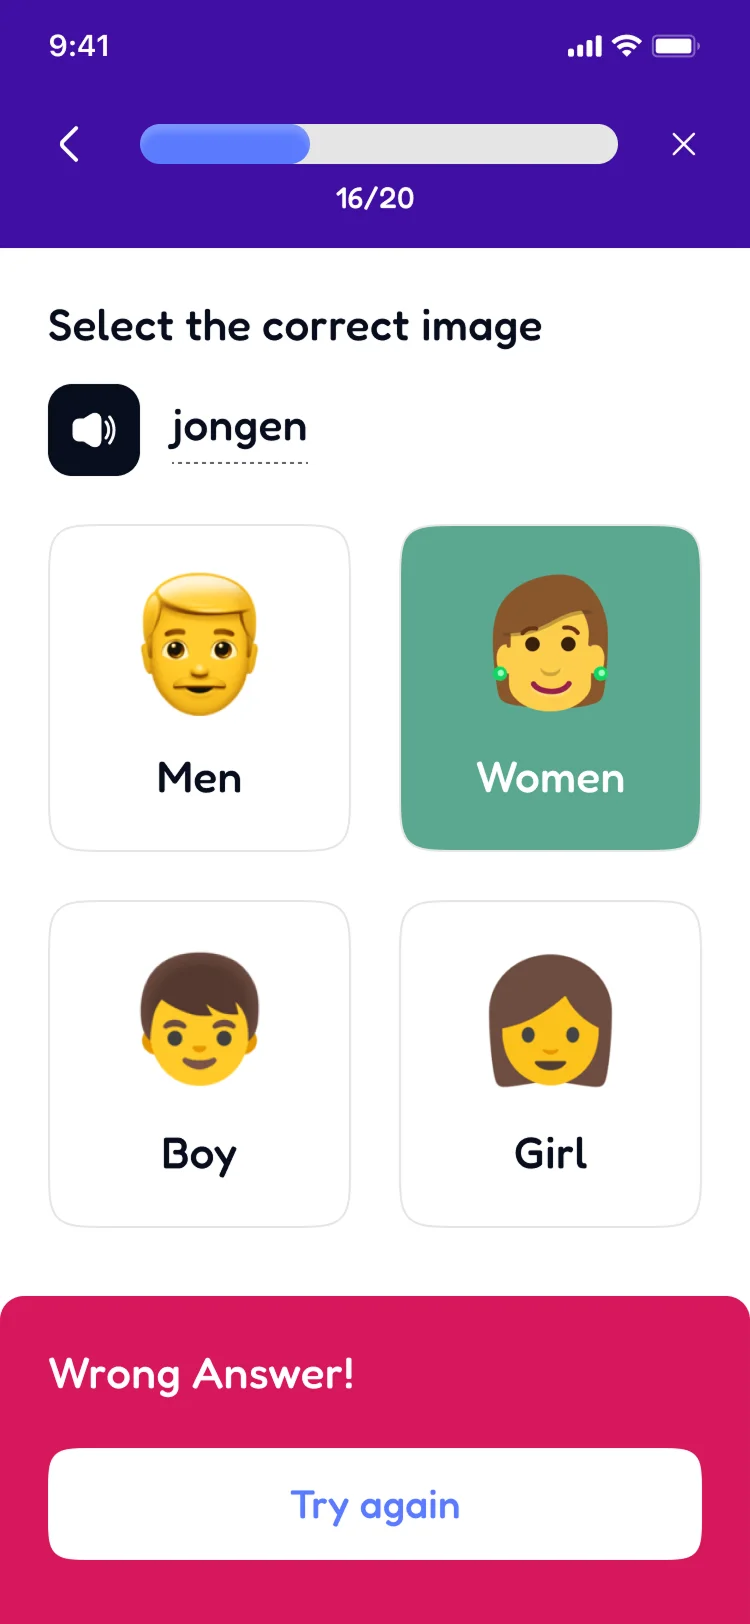 9:41
16/20
Select the correct image
jongen
Men
Women
Boy
Girl
Wrong Answer!
Try again